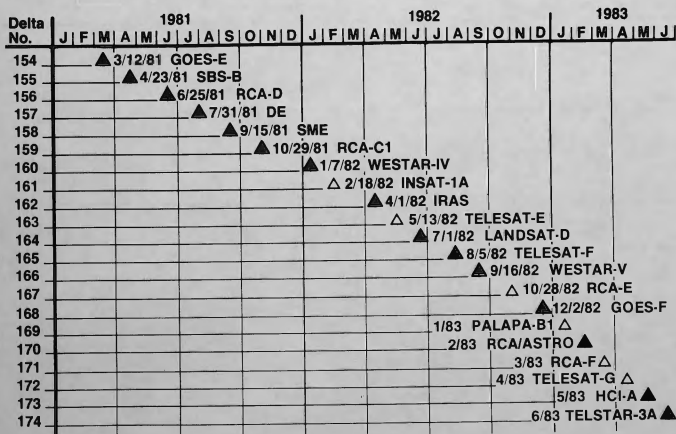 Delta No. 1981 1982 1983
J F M A M J J A S O N D J F M A M J J A S O N D J F M A M J
154 3/12/81 GOES-E
155 4/23/81 SBS-B
156 6/25/81 RCA-D
157 7/31/81 DE
158 9/15/81 SME
159 10/29/81 RCA-C1
160 1/7/82 WESTAR-IV
161 2/18/82 INSAT-1A
162 4/1/82 IRAS
163 5/13/82 TELESAT-E
164 7/1/82 LANDSAT-D
165 8/5/82 TELESAT-F
166 9/16/82 WESTAR-V
167 10/28/82 RCA-E
168 12/2/82 GOES-F
169 1/83 PALAPA-B1
170 2/83 RCA/ASTRO
171 3/83 RCA-F
172 4/83 TELESAT-G
173 5/83 HCI-A
174 6/83 TELSTAR-3A